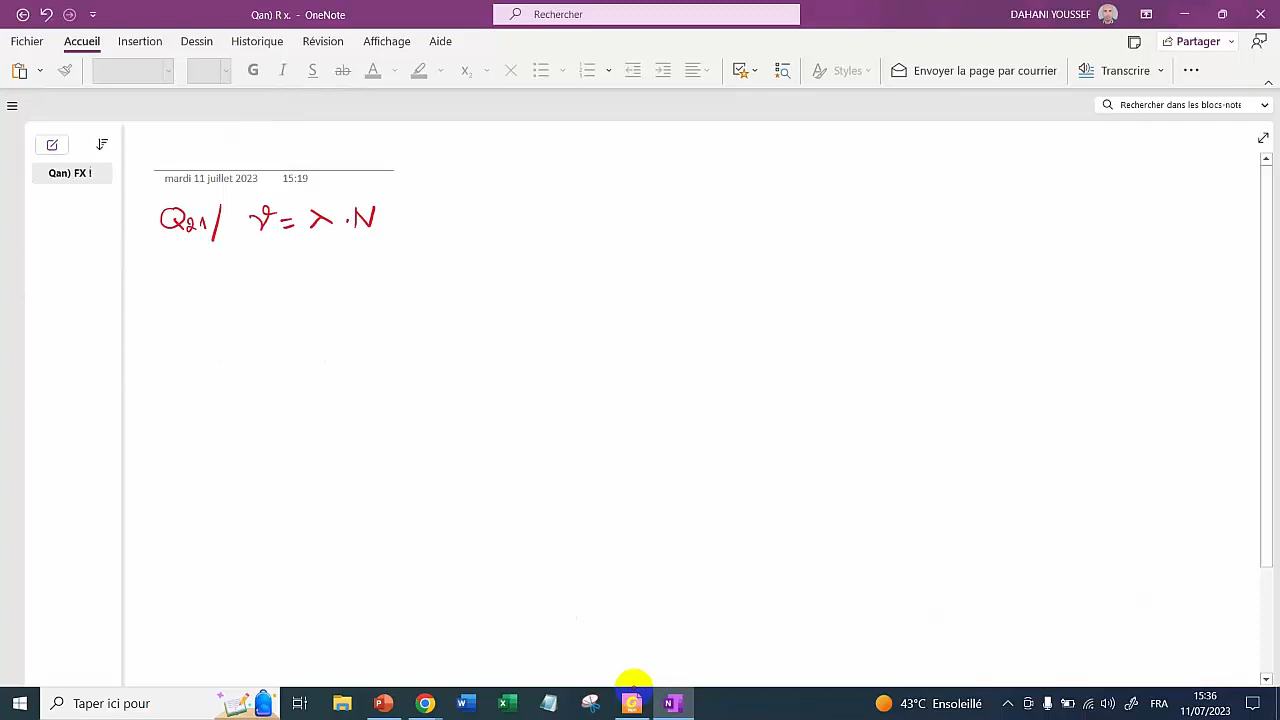 Qan) R x. - OneNote
Rechercher
DAHANI YOUSSEF
Fichier Accueil Insertion Dessin Historique Révision Affichage Aide
Partager
G I S ab A x₂
Styles
Envoyer la page par courrier
Transcrire
Rechercher dans les blocs-note
Qan) FX !
mardi 11 juillet 2023 15:19
Q21/ v = λ . N
Taper ici pour
43°C Ensoleillé
FRA
15:36
11/07/2023